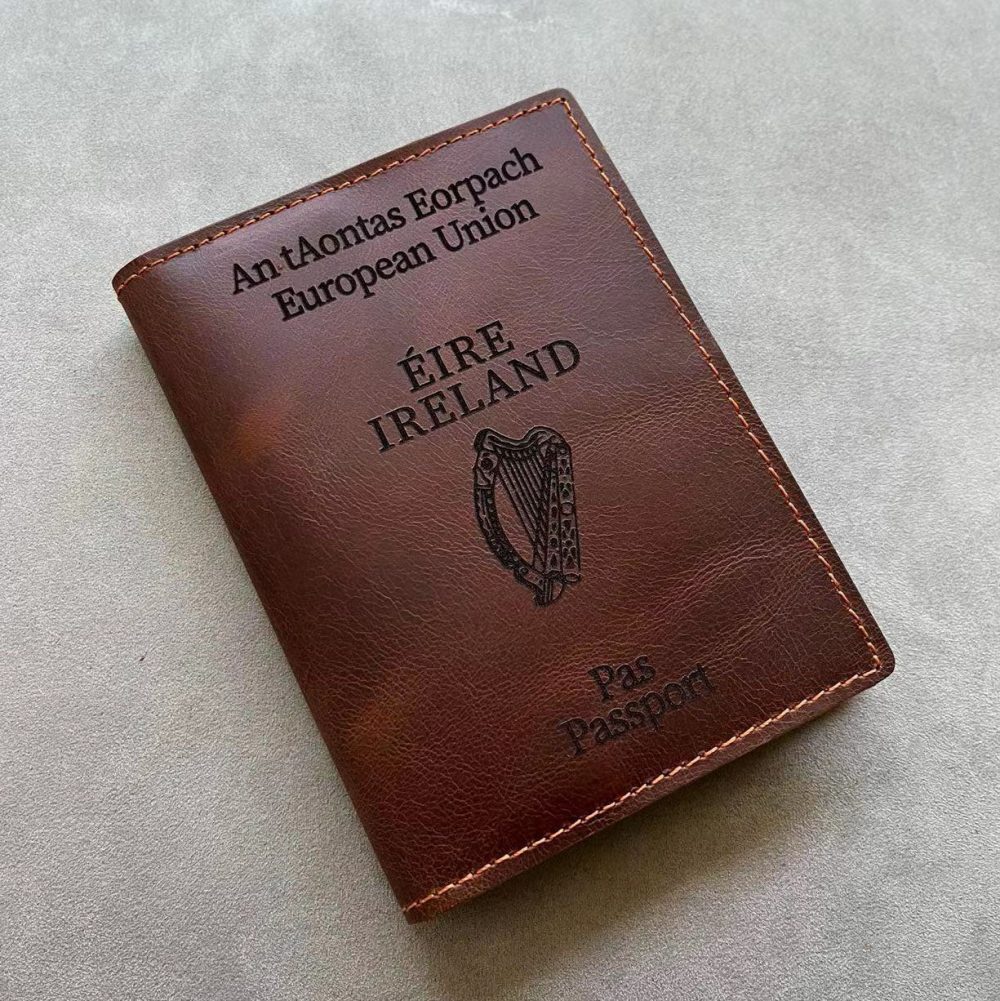 An tAontas Eorpach
European Union
ÉIRE
IRELAND
Pas
Passport